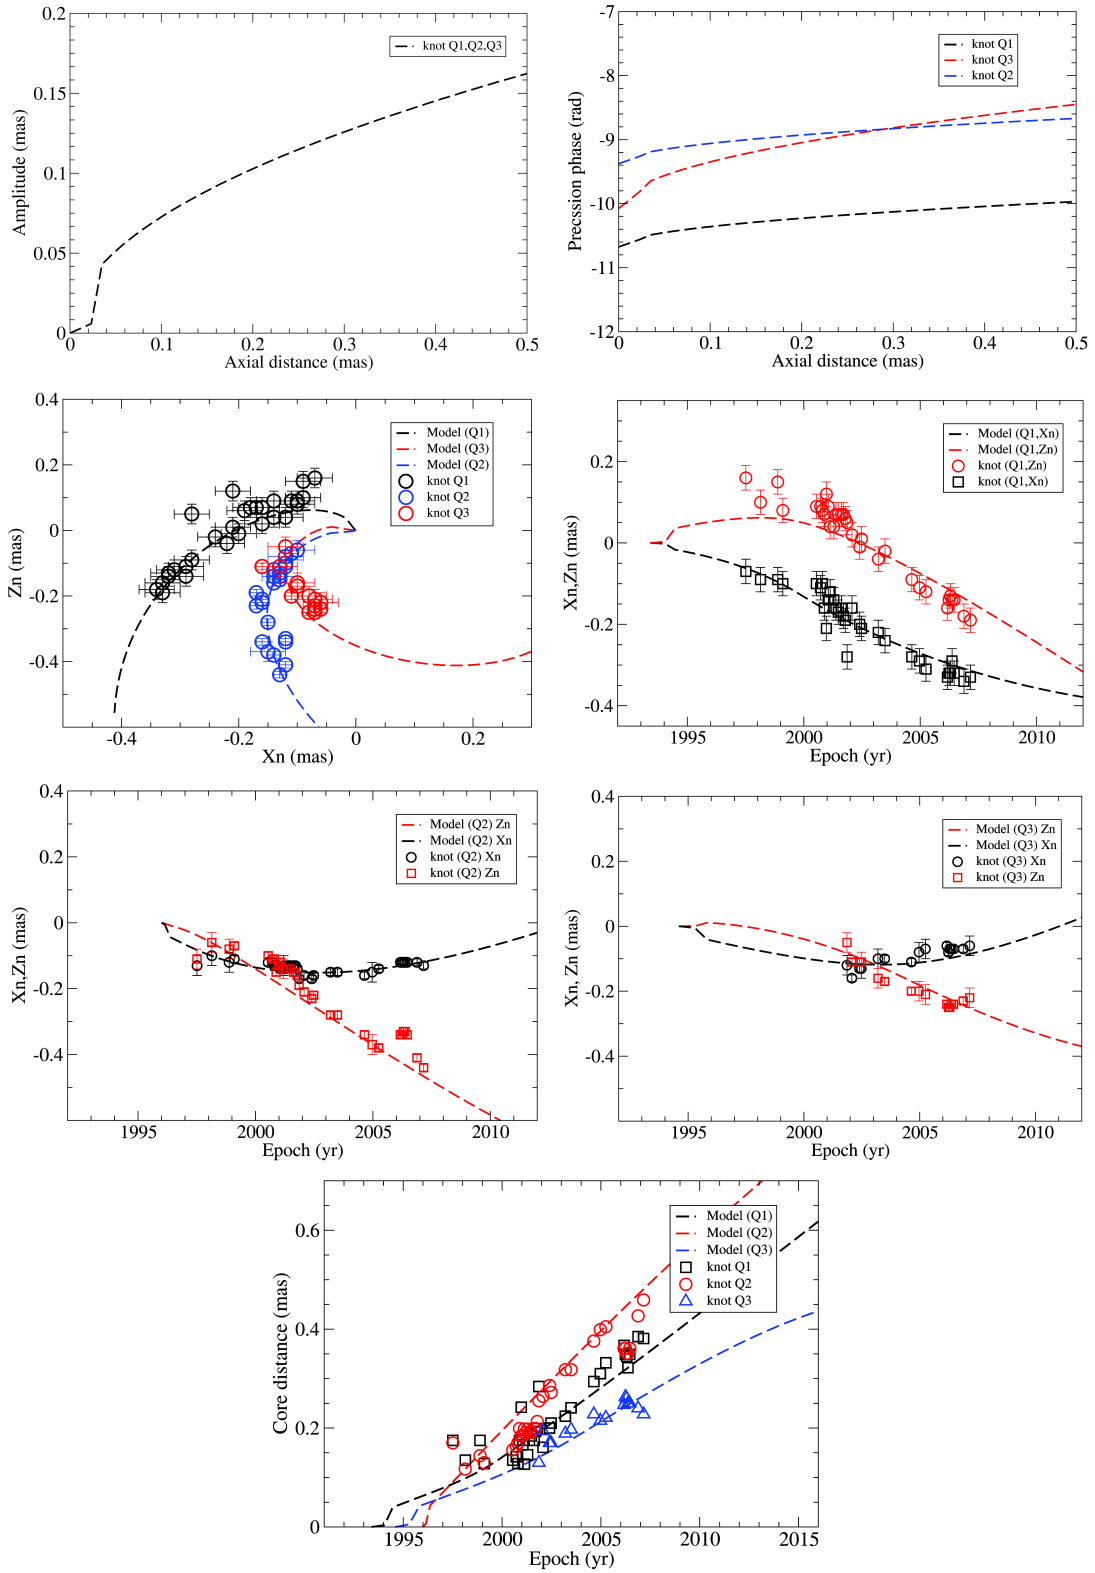 0.2
0.15
0.1
0.05
0
Amplitude (mas)
knot Q1,Q2,Q3
0 0.1 0.2 0.3 0.4 0.5
Axial distance (mas)
-7
-8
-9
-10
-11
-12
Precssion phase (rad)
knot Q1
knot Q3
knot Q2
0 0.1 0.2 0.3 0.4 0.5
Axial distance (mas)
0.4
0.2
0
-0.2
-0.4
Zn (mas)
Model (Q1)
Model (Q3)
Model (Q2)
knot Q1
knot Q2
knot Q3
-0.4 -0.2 0 0.2
Xn (mas)
0.2
0
-0.2
-0.4
Xn,Zn (mas)
Model (Q1,Xn)
Model (Q1,Zn)
knot (Q1,Zn)
knot (Q1,Xn)
1995 2000 2005 2010
Epoch (yr)
0.4
0.2
0
-0.2
-0.4
Xn,Zn (mas)
Model (Q2) Zn
Model (Q2) Xn
knot (Q2) Xn
knot (Q2) Zn
1995 2000 2005 2010
Epoch (yr)
0.4
0.2
0
-0.2
-0.4
Xn, Zn (mas)
Model (Q3) Zn
Model (Q3) Xn
knot (Q3) Xn
knot (Q3) Zn
1995 2000 2005 2010
Epoch (yr)
0.6
0.4
0.2
0
Core distance (mas)
Model (Q1)
Model (Q2)
Model (Q3)
knot Q1
knot Q2
knot Q3
1995 2000 2005 2010 2015
Epoch (yr)